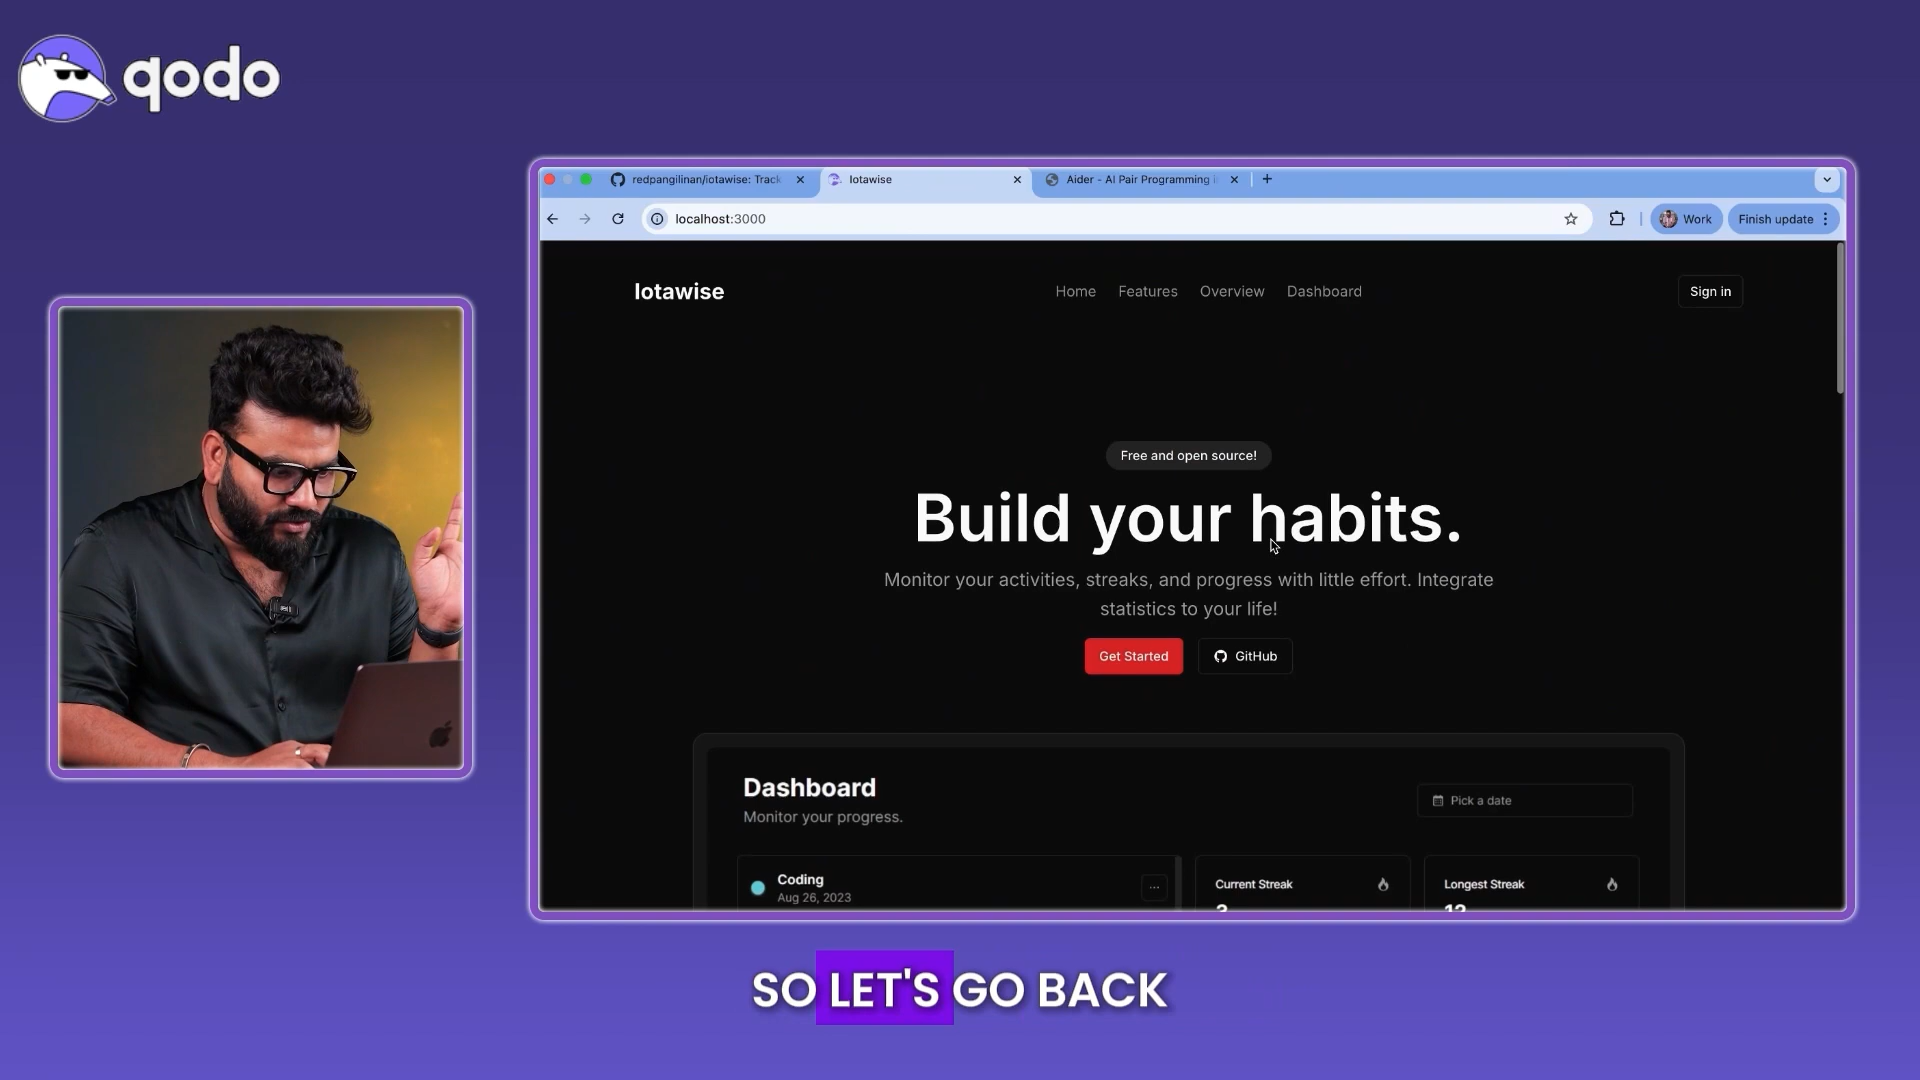 qodo
redpangilinan/iotawise: Track
Iotawise
Aider - AI Pair Programming i
localhost:3000
Work
Finish update
Iotawise
Home
Features
Overview
Dashboard
Sign in
Free and open source!
Build your habits.
Monitor your activities, streaks, and progress with little effort. Integrate
statistics to your life!
Get Started
GitHub
Dashboard
Monitor your progress.
Pick a date
Coding
Aug 26, 2023
Current Streak
Longest Streak
SO LET'S GO BACK